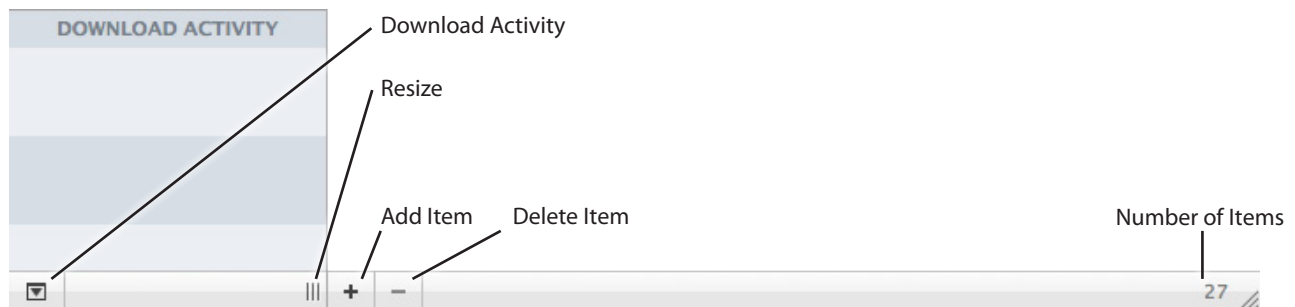 DOWNLOAD ACTIVITY
Download Activity
Resize
Add Item
Delete Item
Number of Items
27